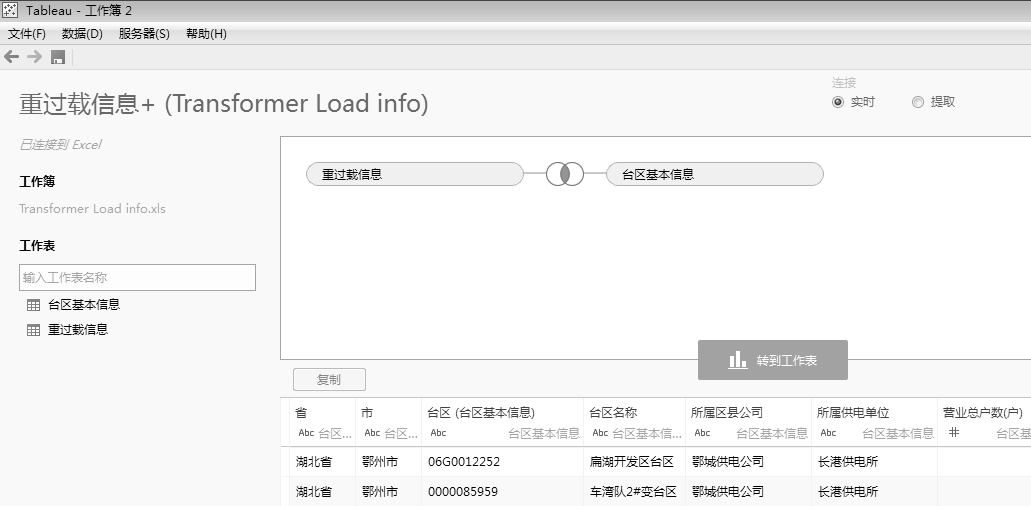 Tableau - 工作簿 2
文件(F) 数据(D) 服务器(S) 帮助(H)
连接
重过载信息+ (Transformer Load info)
实时 提取
已连接到 Excel
重过载信息 台区基本信息
工作簿
Transformer Load info.xls
工作表
输入工作表名称
台区基本信息
重过载信息
转到工作表
复制
省 市 台区 (台区基本信息) 台区名称 所属区县公司 所属供电单位 营业总户数(户)
Abc 台区... Abc 台区... Abc 台区基本信息 Abc 台区基本信... Abc 台区基本信息 Abc 台区基本信息 # 台区基
湖北省 鄂州市 06G0012252 扁湖开发区台区 鄂城供电公司 长港供电所
湖北省 鄂州市 0000085959 车湾队2#变台区 鄂城供电公司 长港供电所